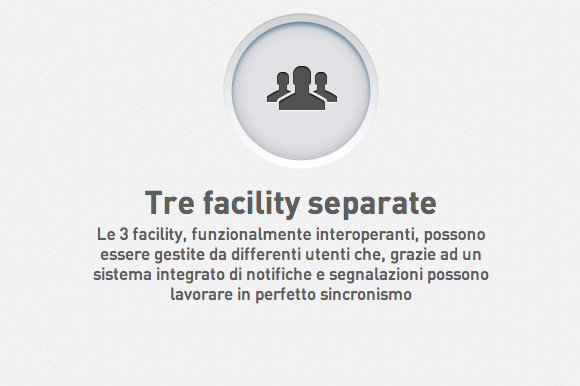 Tre facility separate
Le 3 facility, funzionalmente interoperanti, possono
essere gestite da differenti utenti che, grazie ad un
sistema integrato di notifiche e segnalazioni possono
lavorare in perfetto sincronismo